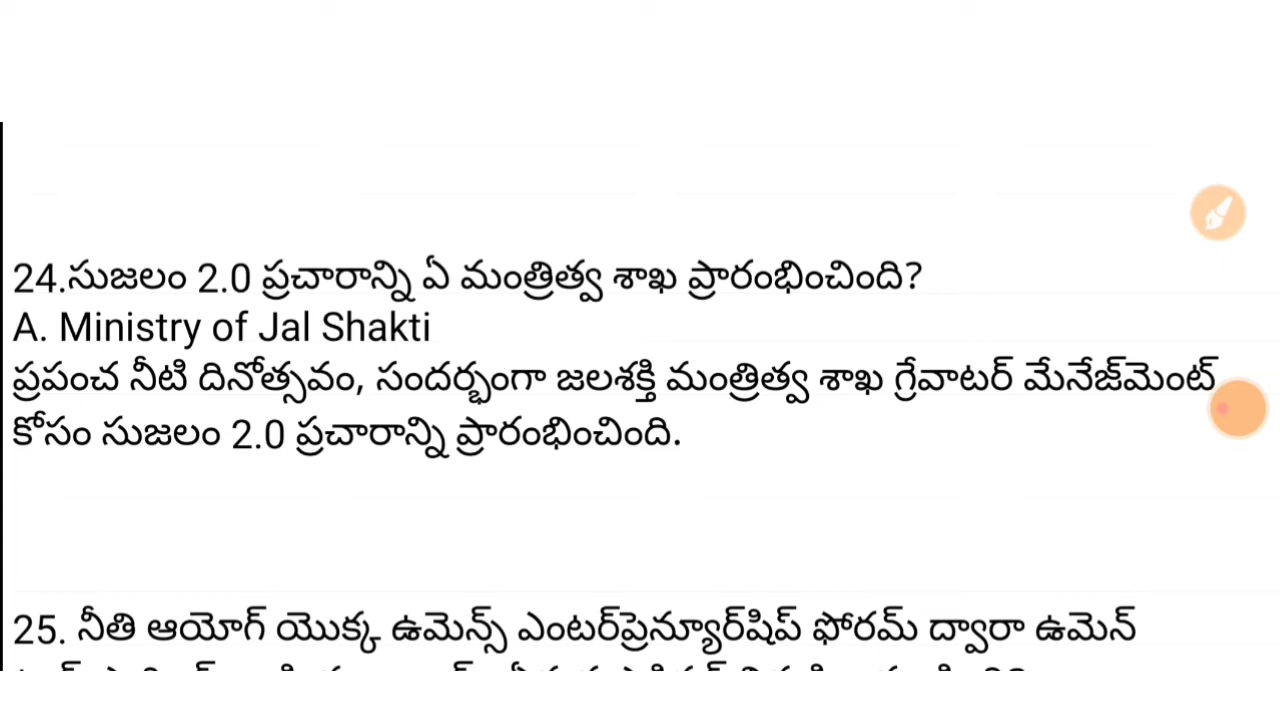 24.సుజలం 2.0 ప్రచారాన్ని ఏ మంత్రిత్వ శాఖ ప్రారంభించింది?
A. Ministry of Jal Shakti
ప్రపంచ నీటి దినోత్సవం, సందర్భంగా జలశక్తి మంత్రిత్వ శాఖ గ్రేవాటర్ మేనేజ్‌మెంట్
కోసం సుజలం 2.0 ప్రచారాన్ని ప్రారంభించింది.
25. నీతి ఆయోగ్ యొక్క ఉమెన్స్ ఎంటర్‌ప్రెన్యూర్‌షిప్ ఫోరమ్ ద్వారా ఉమెన్